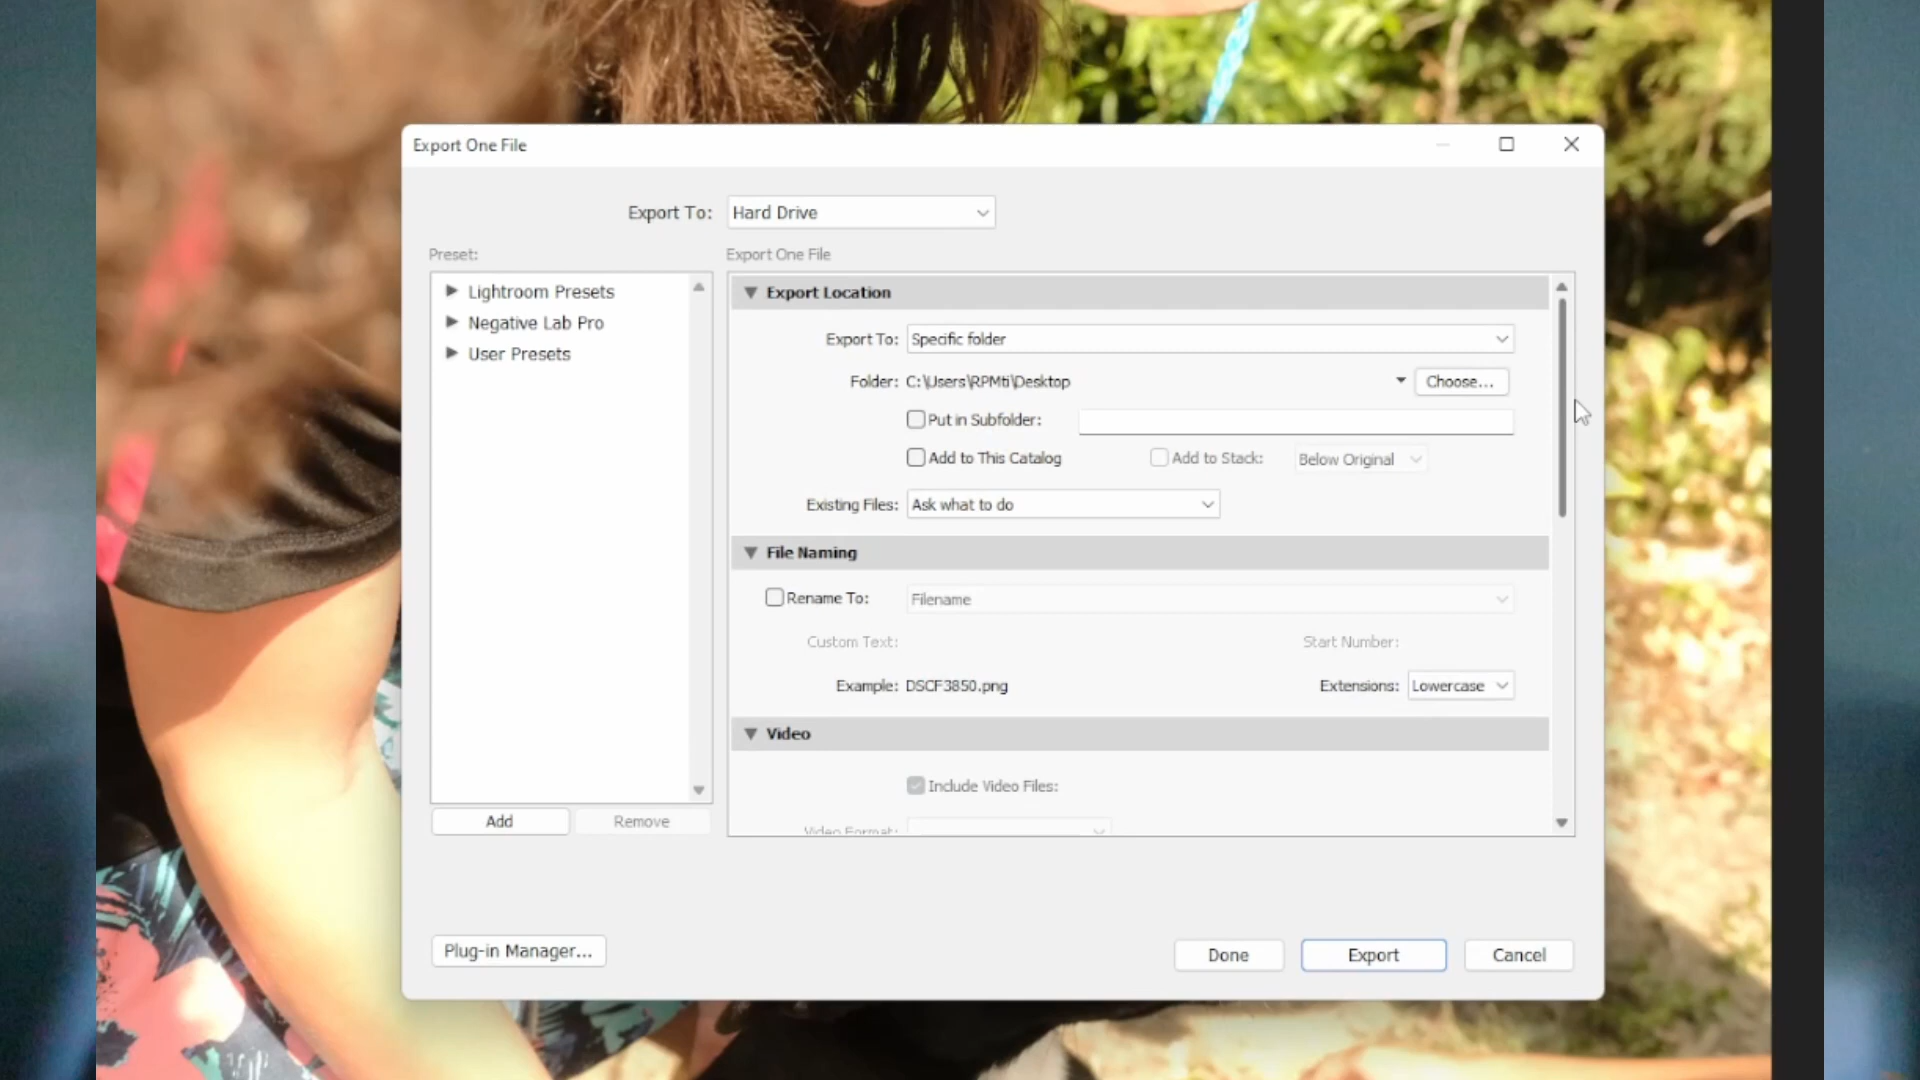 Export One File
Export To: Hard Drive
Preset:
Export One File
Lightroom Presets
Negative Lab Pro
User Presets
Export Location
Export To: Specific folder
Folder: C:\Users\RPMti\Desktop Choose...
Put in Subfolder:
Add to This Catalog Add to Stack: Below Original
Existing Files: Ask what to do
File Naming
Rename To: Filename
Custom Text: Start Number:
Example: DSCF3850.png Extensions: Lowercase
Video
Include Video Files:
Video Format:
Add Remove
Plug-in Manager... Done Export Cancel